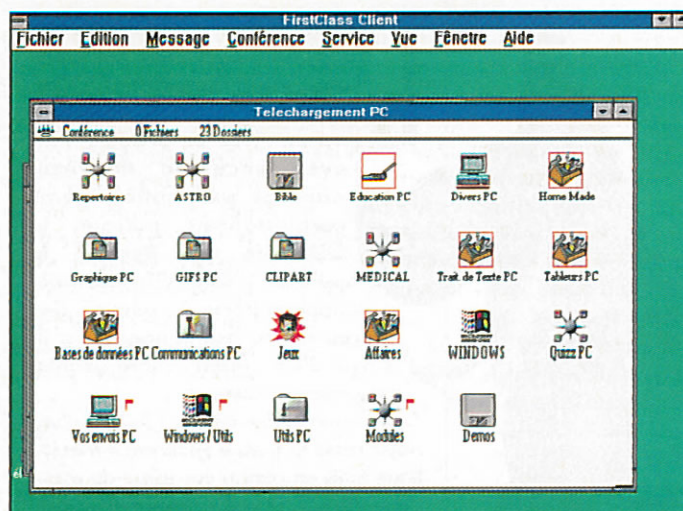 FirstClass Client
Fichier Edition Message Conférence Service Vue Fênetre Aide
Telechargement PC
Conférence 0 Fichiers 23 Dossiers
Repertoires ASTRO Bible Education PC Divers PC Home Made
Graphique PC GIFS PC CLIPART MEDICAL Trait. de Texte PC Tableurs PC
Bases de données PC Communications PC Jeux Affaires WINDOWS Quizz PC
Vos envois PC Windows / Utils Utils PC Modules Demos
él